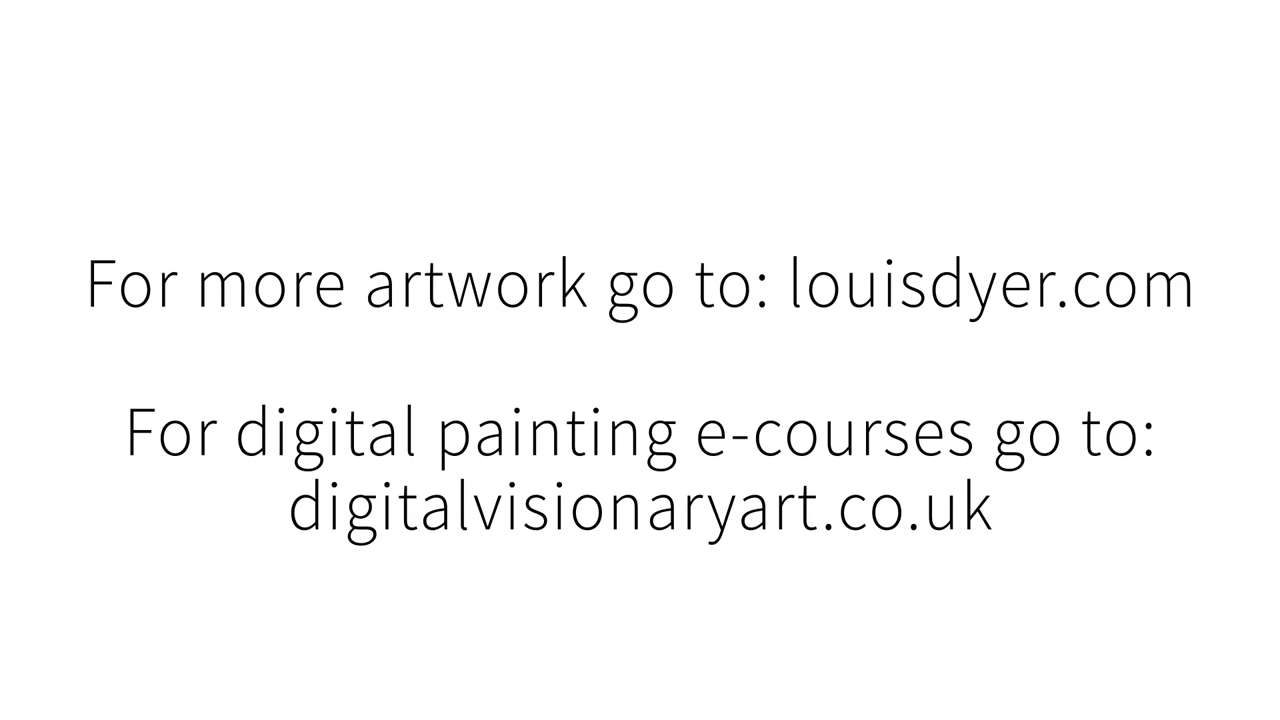 For more artwork go to: louisdyer.com
For digital painting e-courses go to:
digitalvisionaryart.co.uk